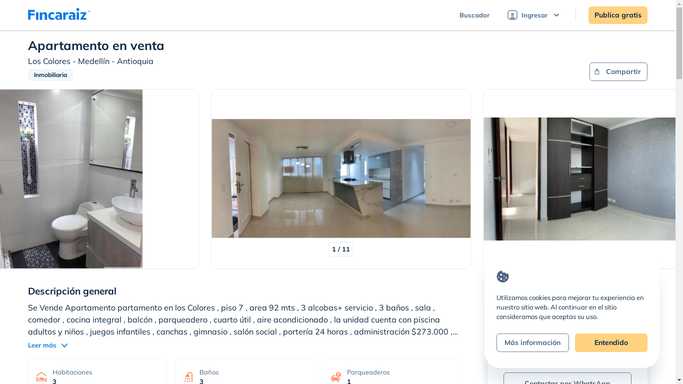 Fincaraiz
Buscador
Ingresar
Publica gratis
Apartamento en venta
Los Colores - Medellín - Antioquia
Inmobiliaria
Compartir
1 / 11
Descripción general
Se Vende Apartamento partamento en los Colores , piso 7 , area 92 mts , 3 alcobas+ servicio , 3 baños , sala ,
comedor , cocina integral , balcón , parqueadero , cuarto útil , aire acondicionado , la unidad cuenta con piscina
adultos y niños , juegos infantiles , canchas , gimnasio , salón social , portería 24 horas , administración $273.000 ,...
Leer más
Habitaciones
3
Baños
3
Parqueaderos
1
Utilizamos cookies para mejorar tu experiencia en
nuestro sitio web. Al continuar en el sitio
consideramos que aceptas su uso.
Más información
Entendido
Contactar por WhatsApp